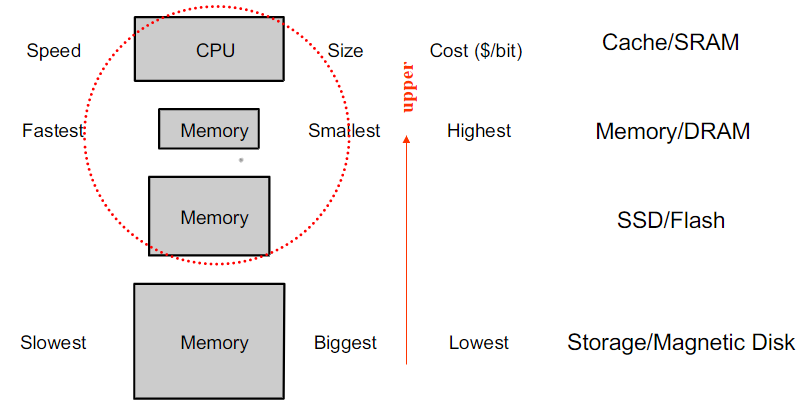 Speed CPU Size Cost ($/bit) Cache/SRAM
upper
Fastest Memory Smallest Highest Memory/DRAM
Memory SSD/Flash
Slowest Memory Biggest Lowest Storage/Magnetic Disk